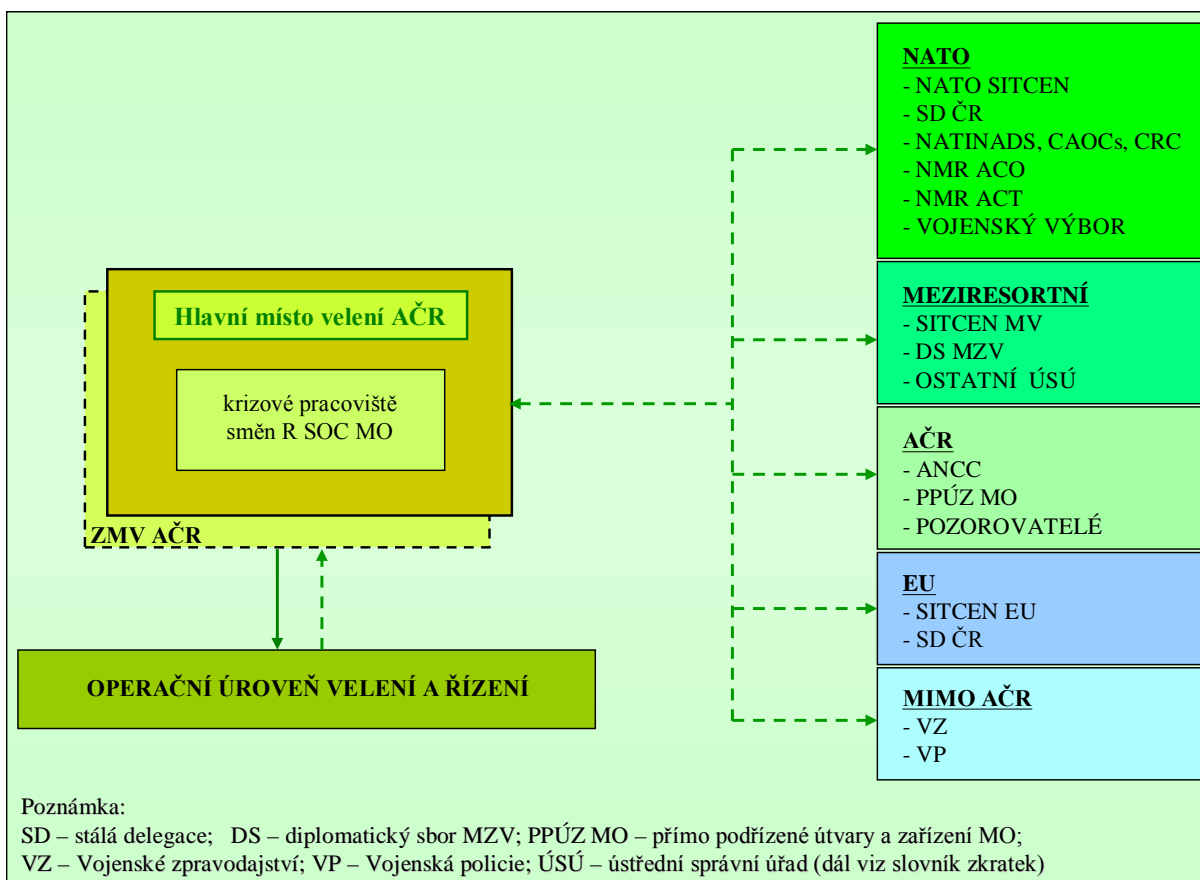 Hlavní místo velení AČR
krizové pracoviště
směn R SOC MO
ZMV AČR
OPERAČNÍ ÚROVEŇ VELENÍ A ŘÍZENÍ
NATO
- NATO SITCEN
- SD ČR
- NATINADS, CAOCs, CRC
- NMR ACO
- NMR ACT
- VOJENSKÝ VÝBOR
MEZIRESORTNÍ
- SITCEN MV
- DS MZV
- OSTATNÍ ÚSÚ
AČR
- ANCC
- PPÚZ MO
- POZOROVATELÉ
EU
- SITCEN EU
- SD ČR
MIMO AČR
- VZ
- VP
Poznámka:
SD – stálá delegace; DS – diplomatický sbor MZV; PPÚZ MO – přímo podřízené útvary a zařízení MO;
VZ – Vojenské zpravodajství; VP – Vojenská policie; ÚSÚ – ústřední správní úřad (dál viz slovník zkratek)